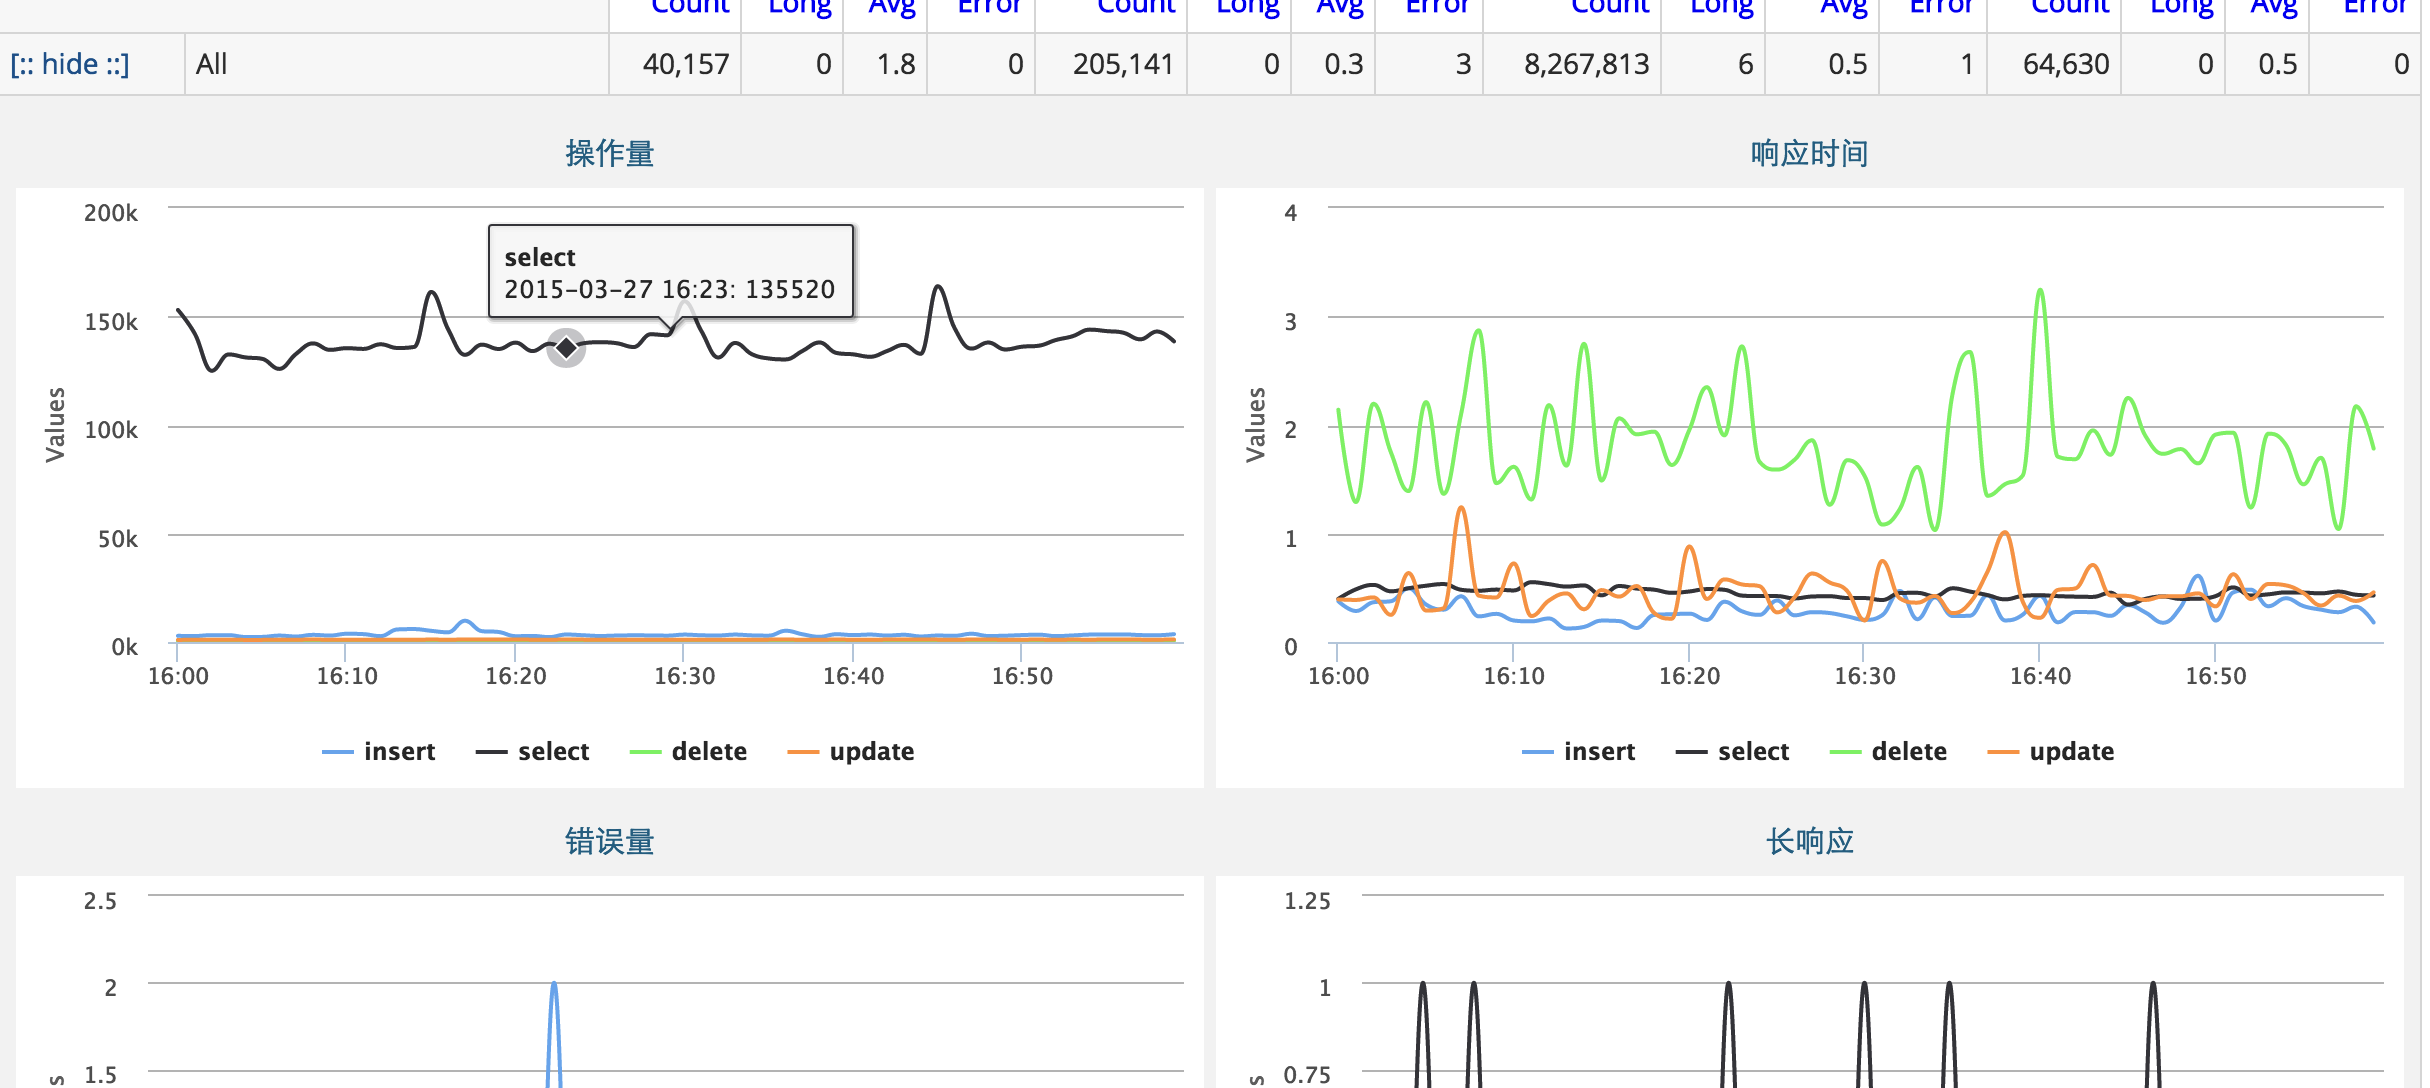 Count Long Avg Error Count Long Avg Error Count Long Avg Error Count Long Avg Error
[:: hide ::] All 40,157 0 1.8 0 205,141 0 0.3 3 8,267,813 6 0.5 1 64,630 0 0.5 0
操作量
200k
150k
100k
50k
0k
Values
select
2015-03-27 16:23: 135520
16:00 16:10 16:20 16:30 16:40 16:50
insert select delete update
响应时间
4
3
2
1
0
Values
16:00 16:10 16:20 16:30 16:40 16:50
insert select delete update
错误量
2.5
2
1.5
长响应
1.25
1
0.75